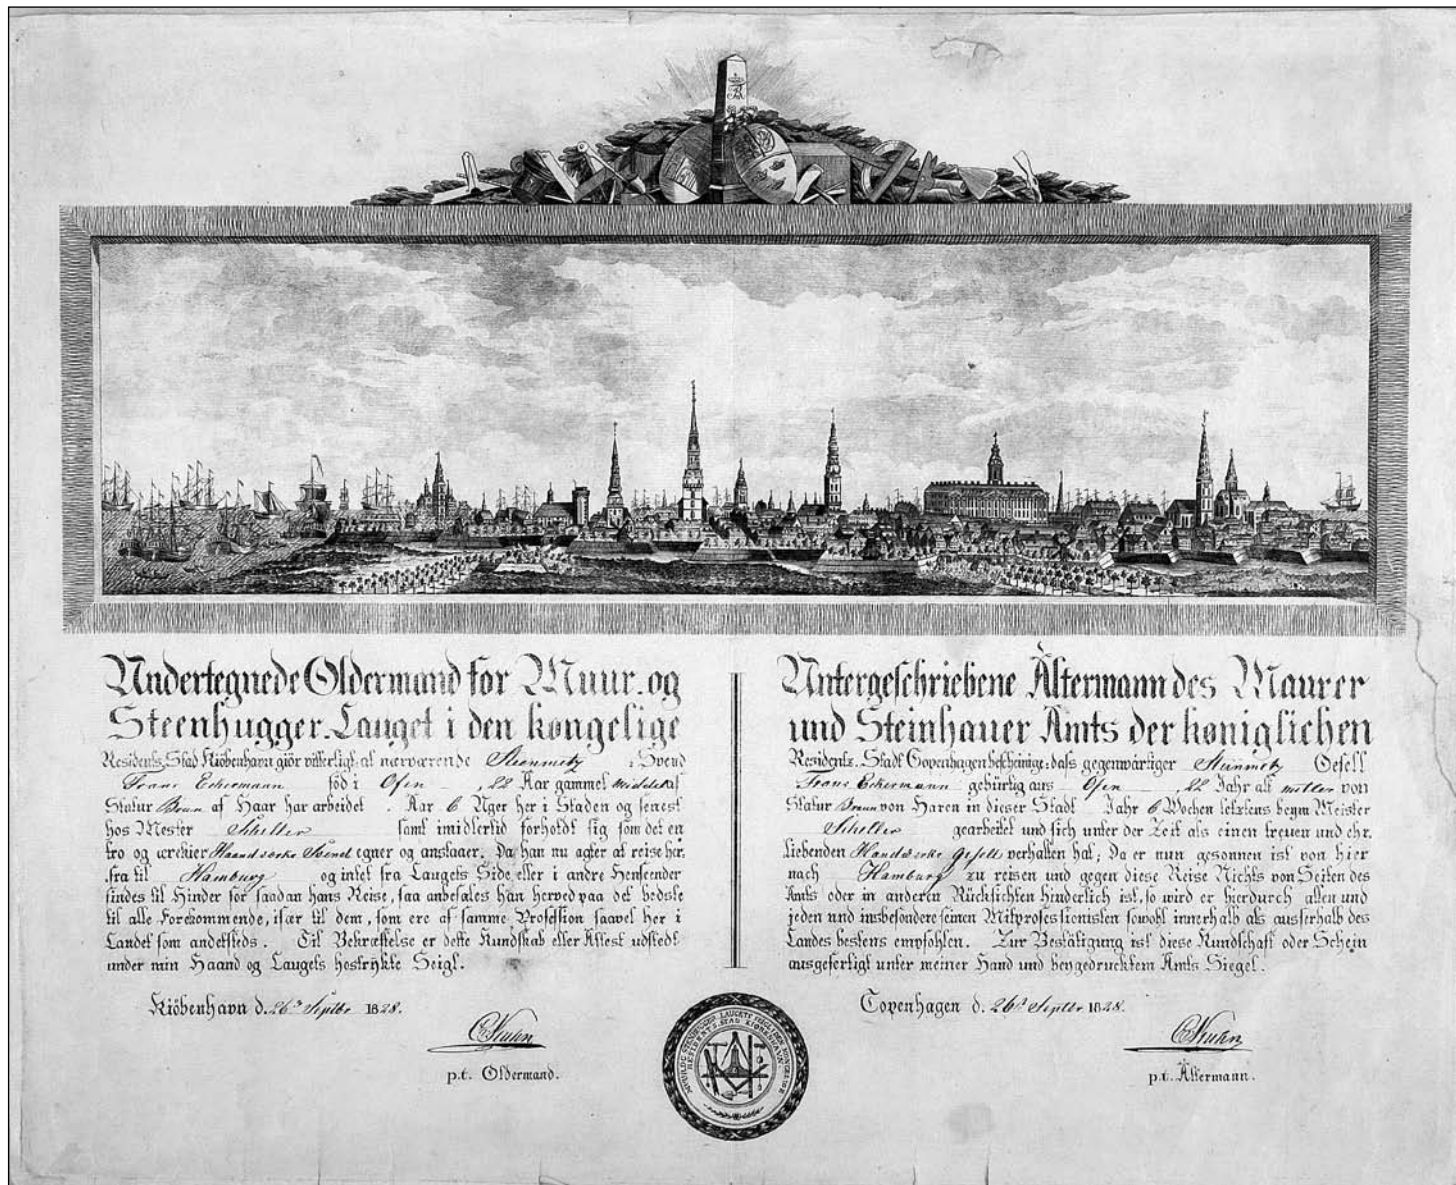 Undertegnede Oldermand for Muur- og
Steenhugger-Lauget i den kongelige
Residents-Stad Kiöbenhavn giör vitterligt, at nærværende Steinmetz Svend
Franz Eckermann föd i Ofen, 22 Aar gammel middel af
Statur Brun af Haar har arbeidet . Aar 6 Uger her i Staden og senest
hos Mester Scheller samt imidlertid forholdt sig som det en
tro og ærekier Haandværks Svend egner og anstaaer. Da han nu agter at reise her-
fra til Hamburg og intet fra Laugets Side eller i andre Henseender
findes til Hinder for saadan hans Reise, saa anbefales han herved paa det bedste
til alle Forekommende, især til dem, som ere af samme Profession saavel her i
Landet som andetsteds. Til Bekræftelse er dette Kundskab eller Attest udstedt
under min Haand og Laugets hostrykte Seigl.
Kiöbenhavn d. 26 Septbr 1828.
p.t. Oldermand.
Untergeschriebene Ältermann des Maurer
und Steinhauer Amts der königlichen
Residents-Stadt Copenhagen bescheinige: dass gegenwärtiger Steinmetz Gesell
Franz Eckermann gebürtig aus Ofen, 22 Jahr alt mitler von
Statur Braun von Haren in dieser Stadt Jahr 6 Wochen letztens beym Meister
Scheller gearbeitet und sich unter der Zeit als einen treuen und ehr-
liebenden Handwerks Gesell verhalten hat; Da er nun gesonnen ist von hier
nach Hamburg zu reisen und gegen diese Reise Nichts von Seiten des
Amts oder in anderen Rücksichten hinderlich ist, so wird er hierdurch allen und
jeden und insbesondere seinen Mitprofessionisten sowohl innerhalb als ausserhalb des
Landes bestens empfohlen. Zur Bestätigung ist diese Kundschaft oder Schein
ausgefertigt unter meiner Hand und beygedrucktem Amts Siegel.
Copenhagen d. 26 Septbr 1828.
p.t. Ältermann.